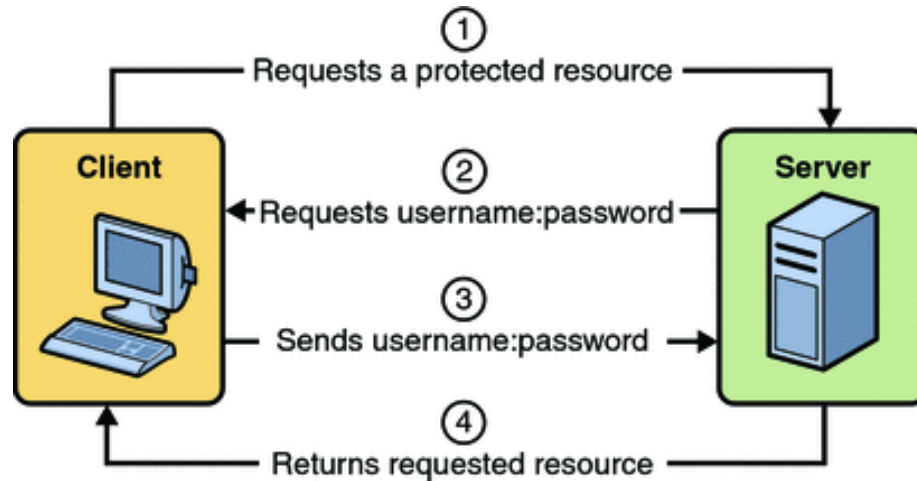 1
Requests a protected resource
Client
Server
2
Requests username:password
3
Sends username:password
4
Returns requested resource